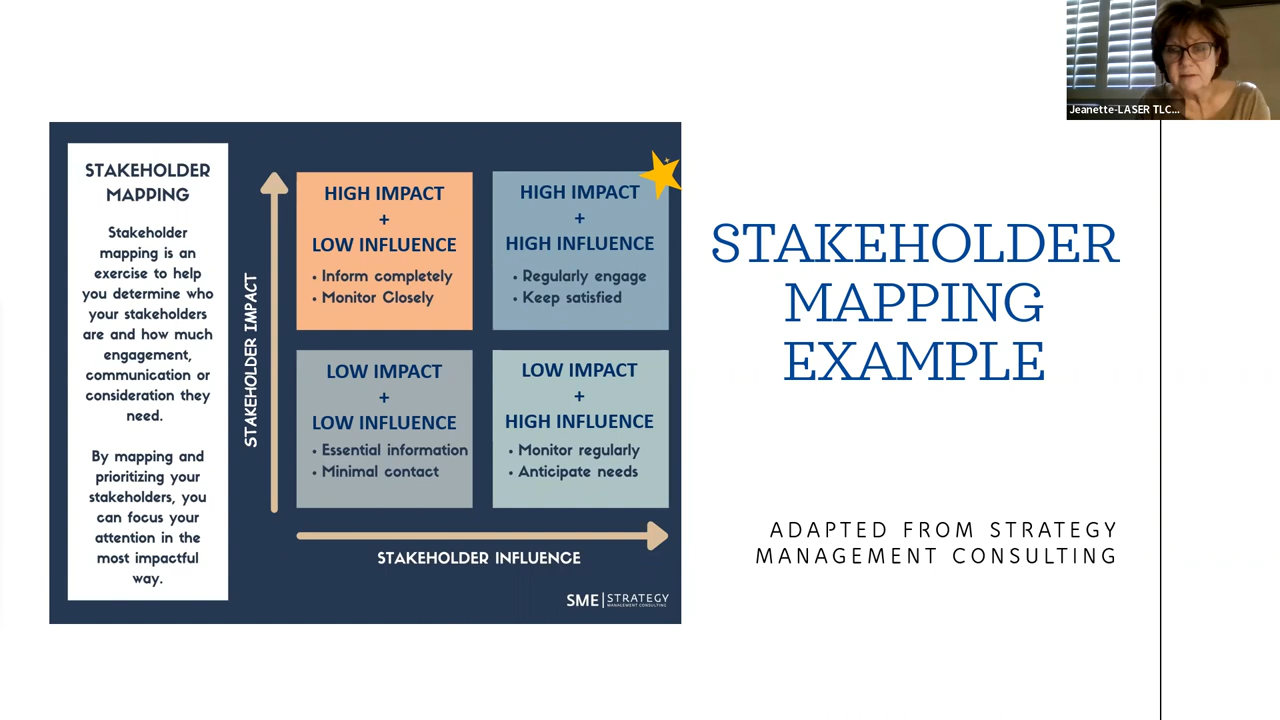 Jeanette-LASER TLC...
STAKEHOLDER
MAPPING
Stakeholder
mapping is an
exercise to help
you determine who
your stakeholders
are and how much
engagement,
communication or
consideration they
need.
By mapping and
prioritizing your
stakeholders, you
can focus your
attention in the
most impactful
way.
STAKEHOLDER IMPACT
HIGH IMPACT
+
LOW INFLUENCE
• Inform completely
• Monitor Closely
HIGH IMPACT
+
HIGH INFLUENCE
• Regularly engage
• Keep satisfied
LOW IMPACT
+
LOW INFLUENCE
• Essential information
• Minimal contact
LOW IMPACT
+
HIGH INFLUENCE
• Monitor regularly
• Anticipate needs
STAKEHOLDER INFLUENCE
SME | STRATEGY
MANAGEMENT CONSULTING
STAKEHOLDER
MAPPING
EXAMPLE
ADAPTED FROM STRATEGY
MANAGEMENT CONSULTING